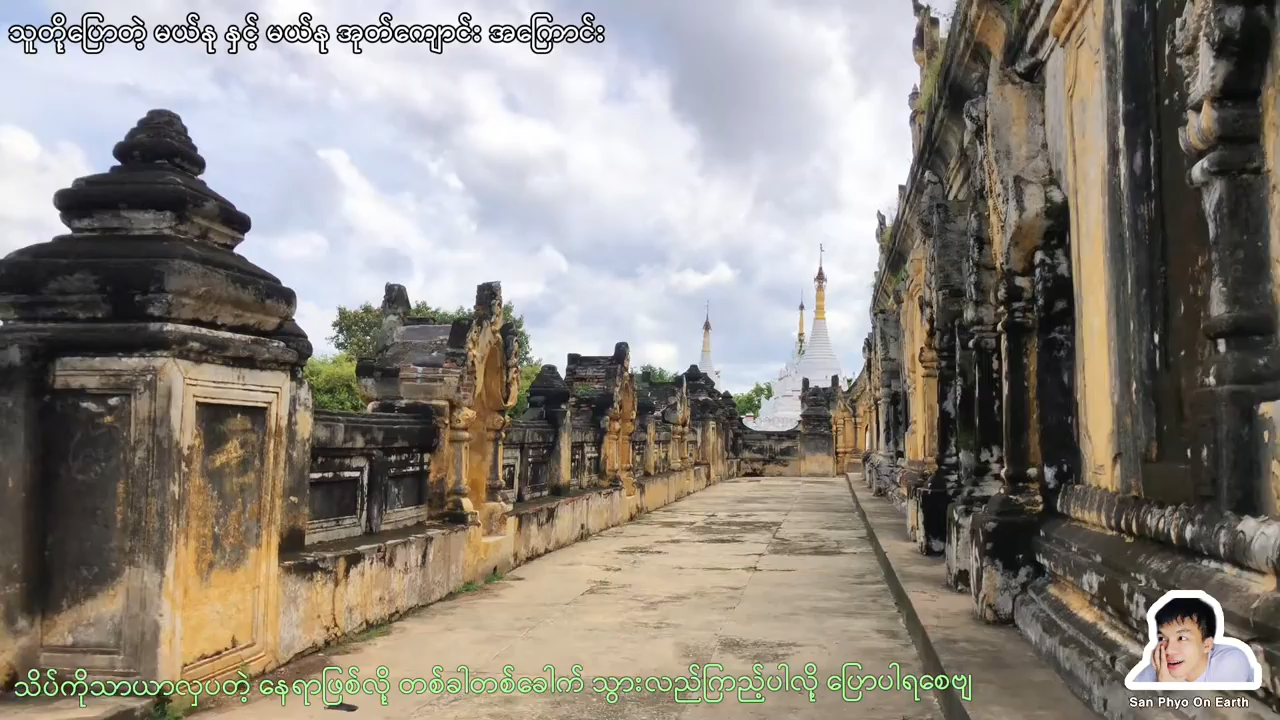 သူတို့ပြောတဲ့ မယ်နု နှင့် မယ်နု အုတ်ကျောင်း အကြောင်း
သိပ်ကိုသာယာလှပတဲ့ နေရာဖြစ်လို့ တစ်ခါတစ်ခေါက် သွားလည်ကြည့်ပါလို့ ပြောပါရစေဗျ
San Phyo On Earth